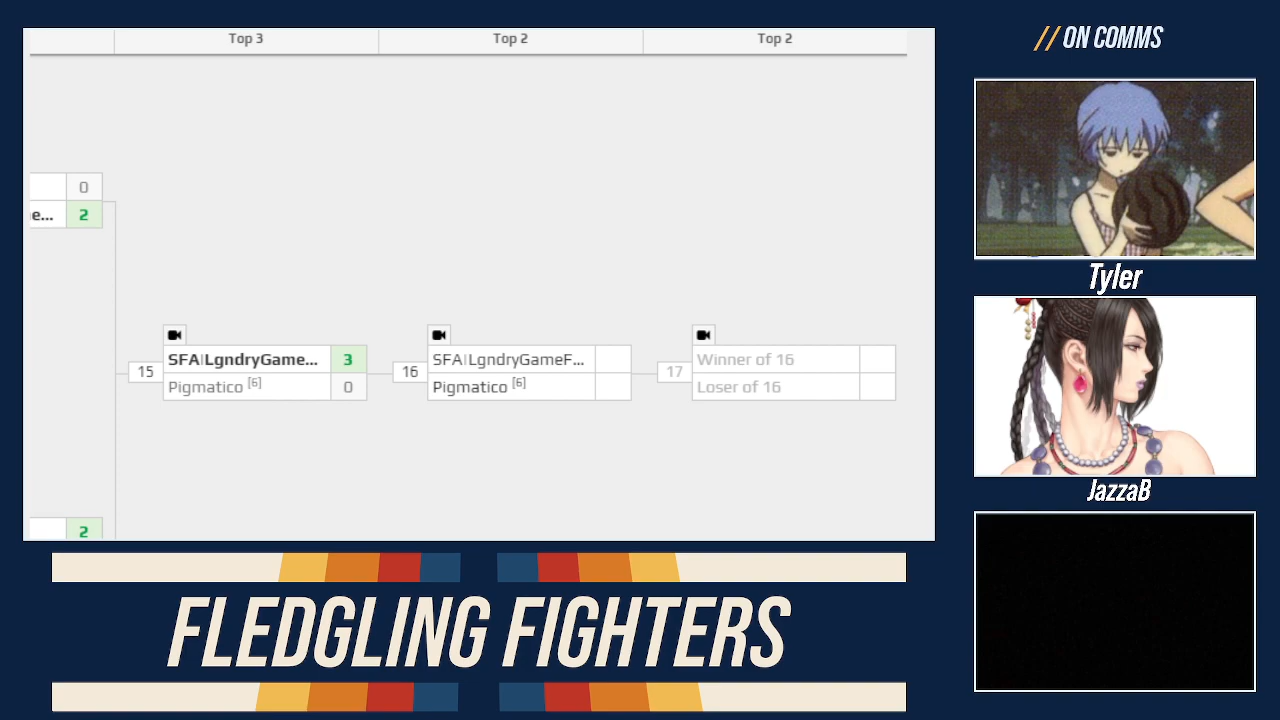 Top 3
Top 2
Top 2
// ON COMMS
0
e...
2
Tyler
15
SFA|LgndryGame...
3
Pigmatico [6]
0
16
SFA|LgndryGameF...
Pigmatico [6]
17
Winner of 16
Loser of 16
JazzaB
2
FLEDGLING FIGHTERS